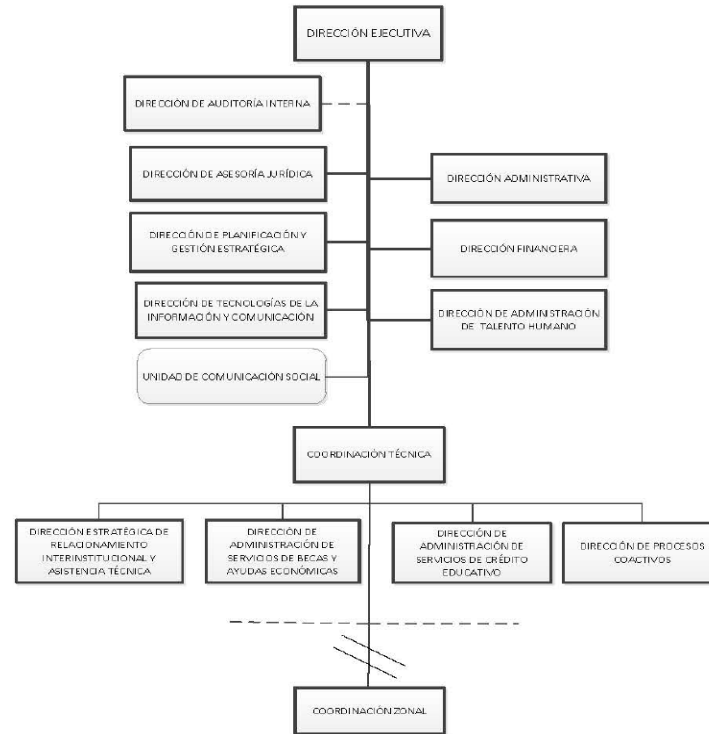 DIRECCIÓN EJECUTIVA
DIRECCIÓN DE AUDITORÍA INTERNA
DIRECCIÓN DE ASESORÍA JURÍDICA
DIRECCIÓN ADMINISTRATIVA
DIRECCIÓN DE PLANIFICACIÓN Y
GESTIÓN ESTRATÉGICA
DIRECCIÓN FINANCIERA
DIRECCIÓN DE TECNOLOGÍAS DE LA
INFORMACIÓN Y COMUNICACIÓN
DIRECCIÓN DE ADMINISTRACIÓN
DE TALENTO HUMANO
UNIDAD DE COMUNICACIÓN SOCIAL
COORDINACIÓN TÉCNICA
DIRECCIÓN ESTRATÉGICA DE
RELACIONAMIENTO
INTERINSTITUCIONAL Y
ASISTENCIA TÉCNICA
DIRECCIÓN DE
ADMINISTRACIÓN DE
SERVICIOS DE BECAS Y
AYUDAS ECONÓMICAS
DIRECCIÓN DE
ADMINISTRACIÓN DE
SERVICIOS DE CRÉDITO
EDUCATIVO
DIRECCIÓN DE PROCESOS
COACTIVOS
COORDINACIÓN ZONAL